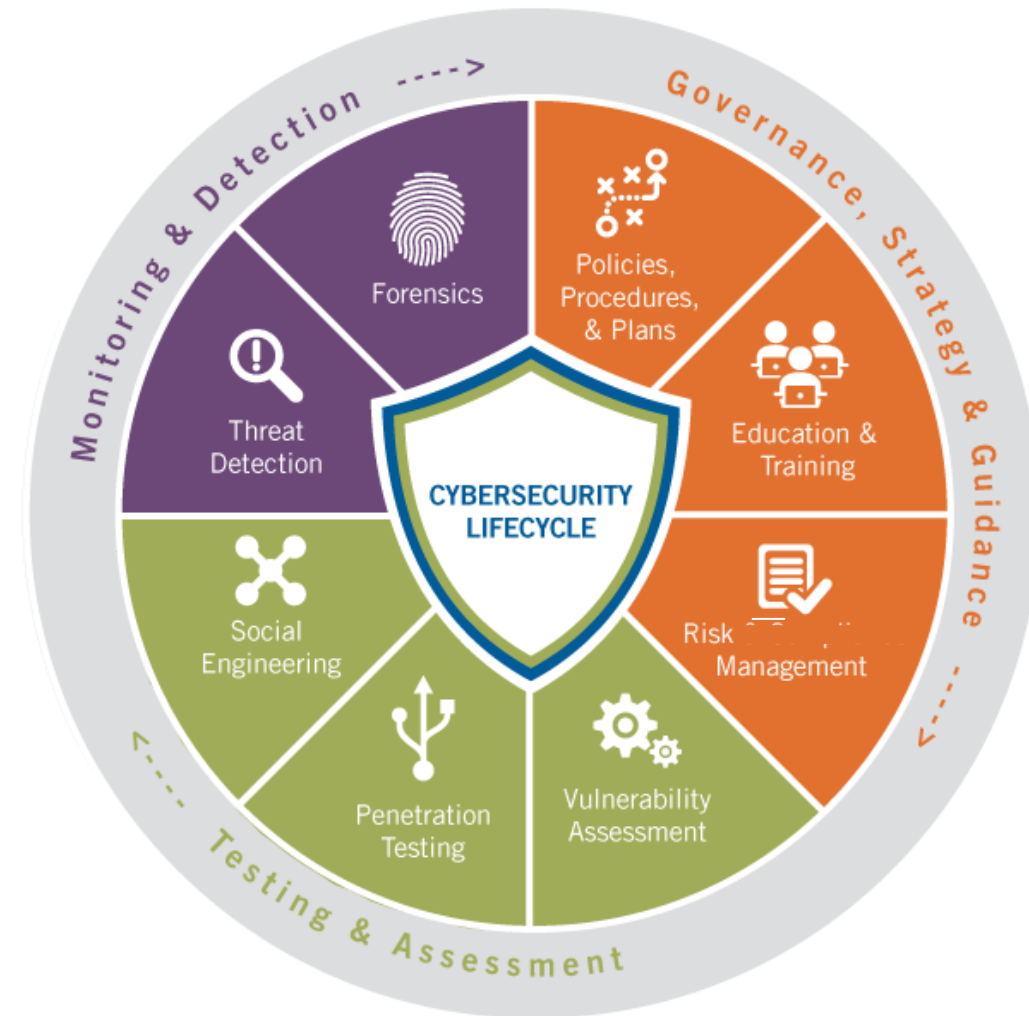 Monitoring & Detection ---->
Governance, Strategy & Guidance ---->
Testing & Assessment ---->
Forensics
Policies,
Procedures,
& Plans
Threat
Detection
Education &
Training
CYBERSECURITY
LIFECYCLE
Social
Engineering
Risk
Management
Penetration
Testing
Vulnerability
Assessment